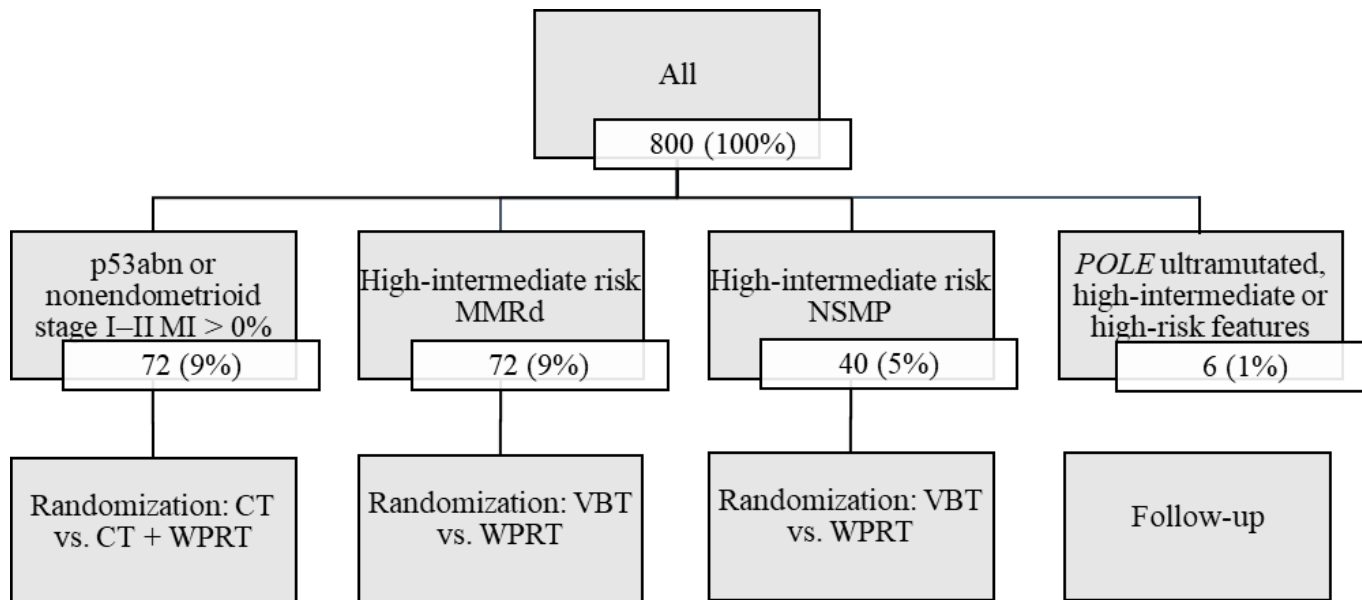 All
800 (100%)
p53abn or
nonendometrioid
stage I–II MI > 0%
72 (9%)
High-intermediate risk
MMRd
72 (9%)
High-intermediate risk
NSMP
40 (5%)
POLE ultramutated,
high-intermediate or
high-risk features
6 (1%)
Randomization: CT
vs. CT + WPRT
Randomization: VBT
vs. WPRT
Randomization: VBT
vs. WPRT
Follow-up